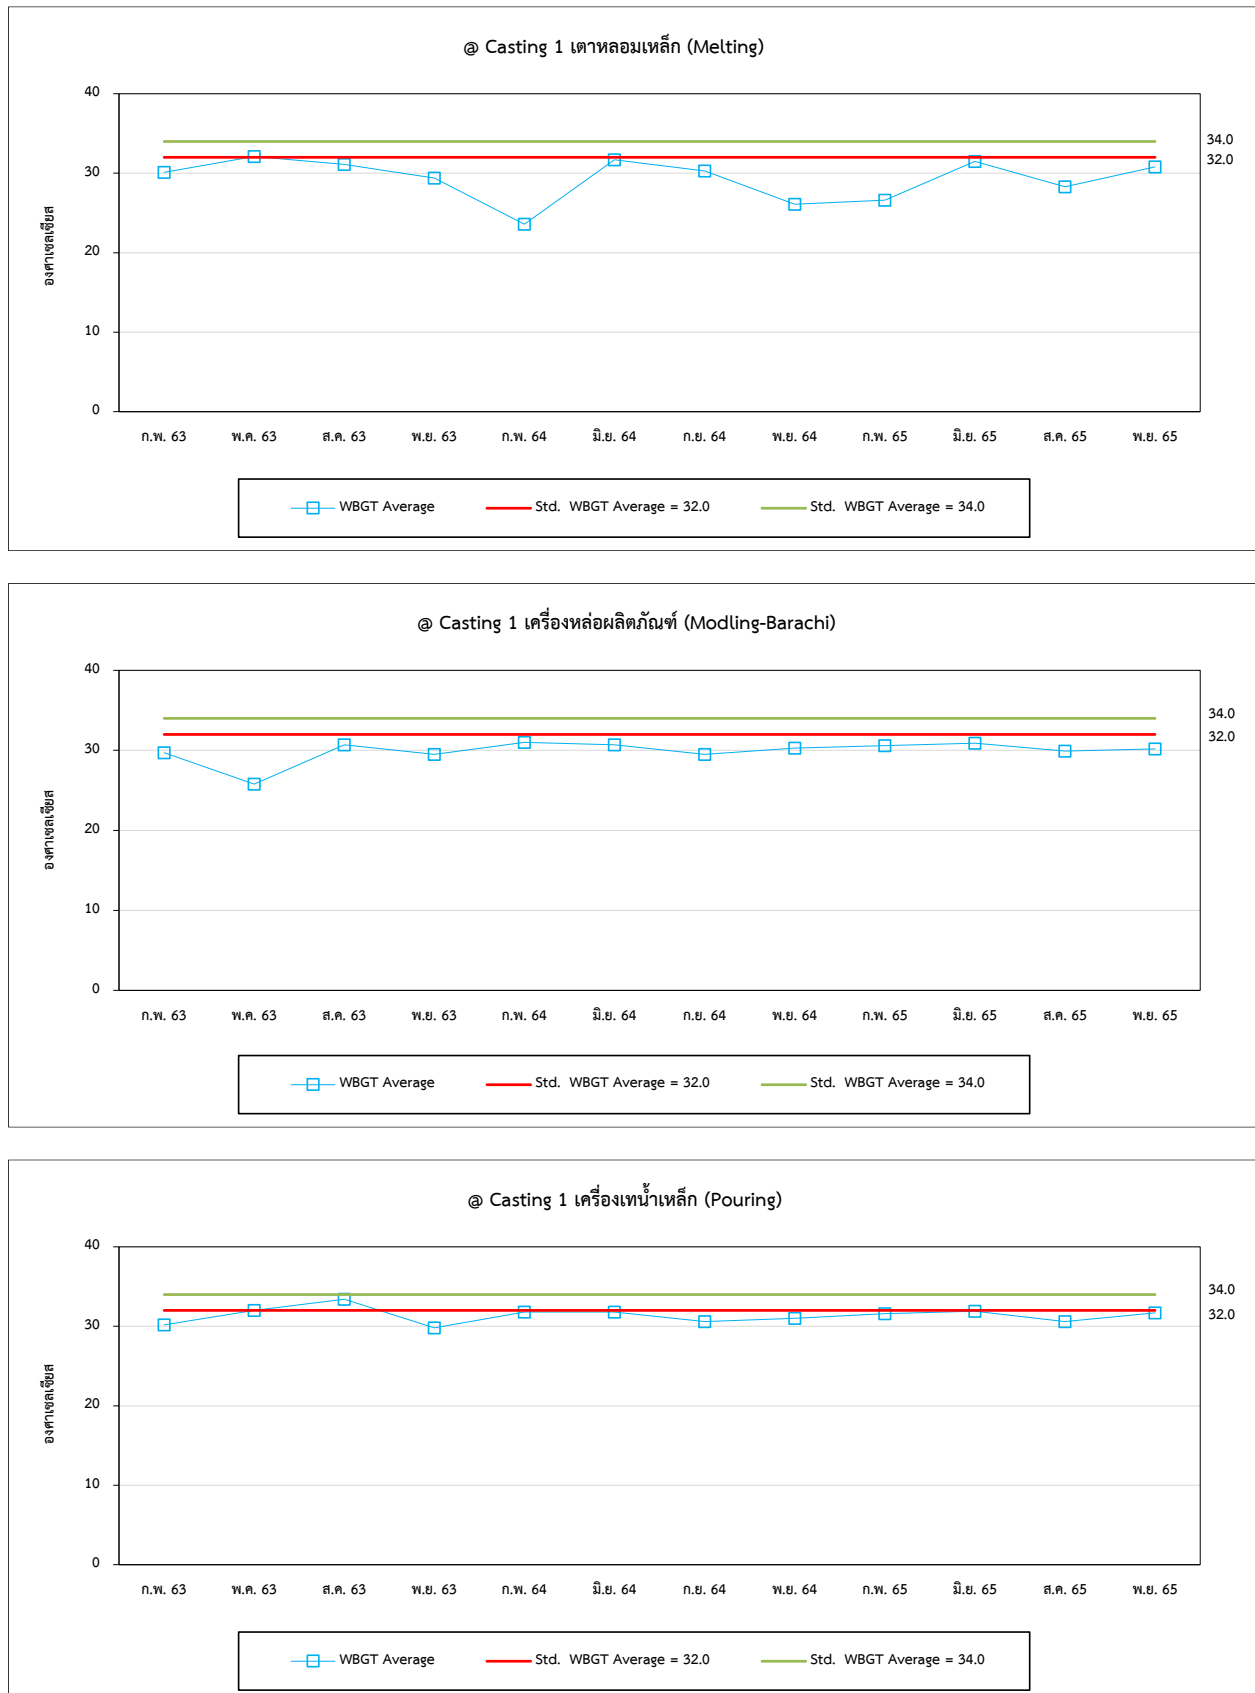 @ Casting 1 เตาหลอมเหล็ก (Melting)
40
34.0
32.0
30
20
10
0
องศาเซลเซียส
ก.พ. 63 พ.ค. 63 ส.ค. 63 พ.ย. 63 ก.พ. 64 มิ.ย. 64 ก.ย. 64 พ.ย. 64 ก.พ. 65 มิ.ย. 65 ส.ค. 65 พ.ย. 65
WBGT Average Std. WBGT Average = 32.0 Std. WBGT Average = 34.0
@ Casting 1 เครื่องหล่อผลิตภัณฑ์ (Modling-Barachi)
40
34.0
32.0
30
20
10
0
องศาเซลเซียส
ก.พ. 63 พ.ค. 63 ส.ค. 63 พ.ย. 63 ก.พ. 64 มิ.ย. 64 ก.ย. 64 พ.ย. 64 ก.พ. 65 มิ.ย. 65 ส.ค. 65 พ.ย. 65
WBGT Average Std. WBGT Average = 32.0 Std. WBGT Average = 34.0
@ Casting 1 เครื่องเทน้ำเหล็ก (Pouring)
40
34.0
32.0
30
20
10
0
องศาเซลเซียส
ก.พ. 63 พ.ค. 63 ส.ค. 63 พ.ย. 63 ก.พ. 64 มิ.ย. 64 ก.ย. 64 พ.ย. 64 ก.พ. 65 มิ.ย. 65 ส.ค. 65 พ.ย. 65
WBGT Average Std. WBGT Average = 32.0 Std. WBGT Average = 34.0